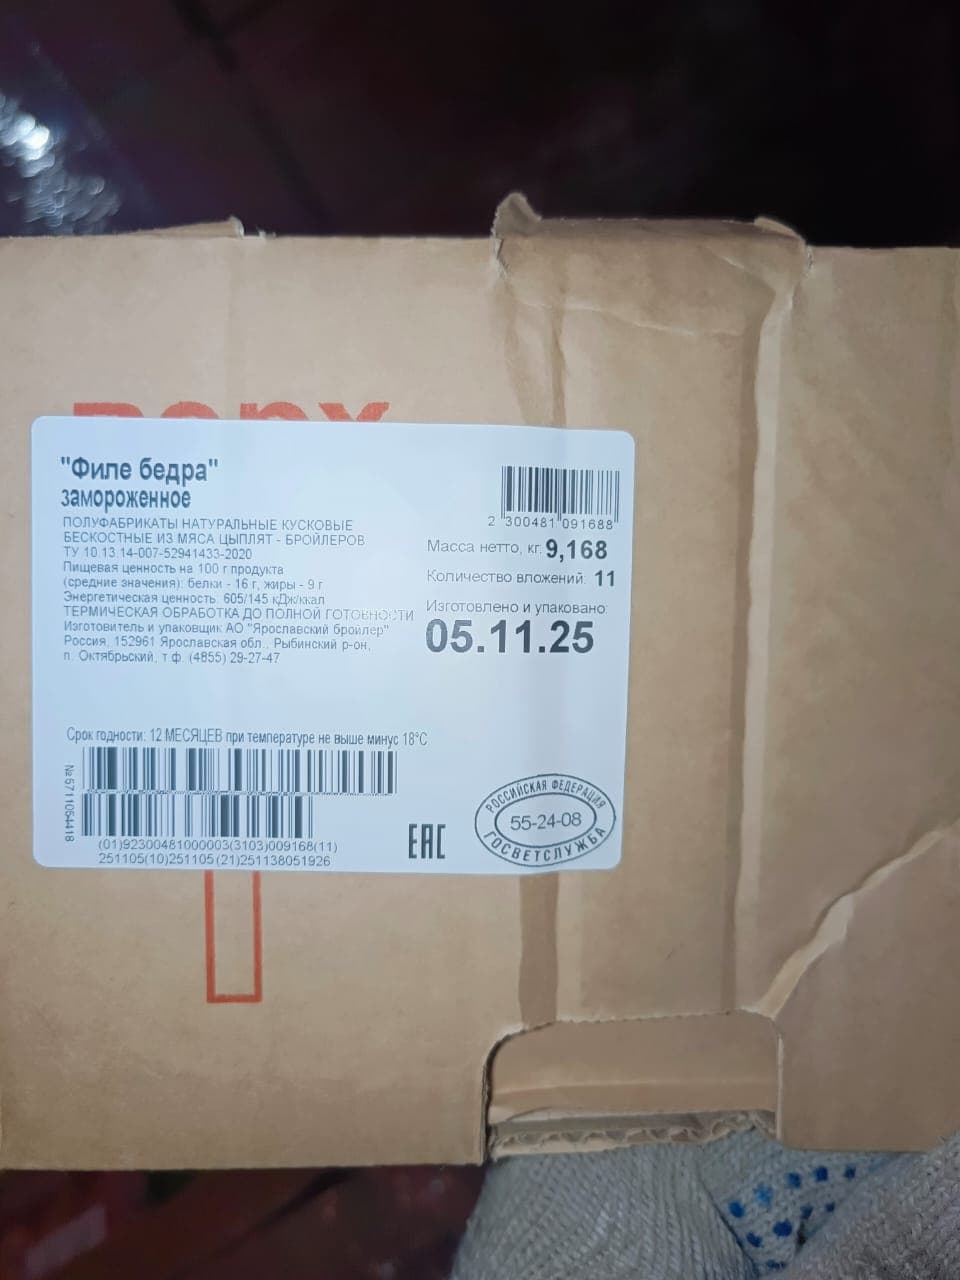 верх
"Филе бедра"
замороженное
ПОЛУФАБРИКАТЫ НАТУРАЛЬНЫЕ КУСКОВЫЕ
БЕСКОСТНЫЕ ИЗ МЯСА ЦЫПЛЯТ - БРОЙЛЕРОВ
ТУ 10.13.14-007-52941433-2020
Пищевая ценность на 100 г продукта
(средние значения): белки - 16 г, жиры - 9 г
Энергетическая ценность: 605/145 кДж/ккал
ТЕРМИЧЕСКАЯ ОБРАБОТКА ДО ПОЛНОЙ ГОТОВНОСТИ
Изготовитель и упаковщик АО "Ярославский бройлер"
Россия, 152961 Ярославская обл., Рыбинский р-он,
п. Октябрьский, т.ф. (4855) 29-27-47
2 300481 091688
Масса нетто, кг: 9,168
Количество вложений: 11
Изготовлено и упаковано:
05.11.25
Срок годности: 12 МЕСЯЦЕВ при температуре не выше минус 18°С
№5711054418
(01)92300481000003(3103)009168(11)
251105(10)251105(21)251138051926
ЕАС
РОССИЙСКАЯ ФЕДЕРАЦИЯ
55-24-08
ГОСВЕТСЛУЖБА